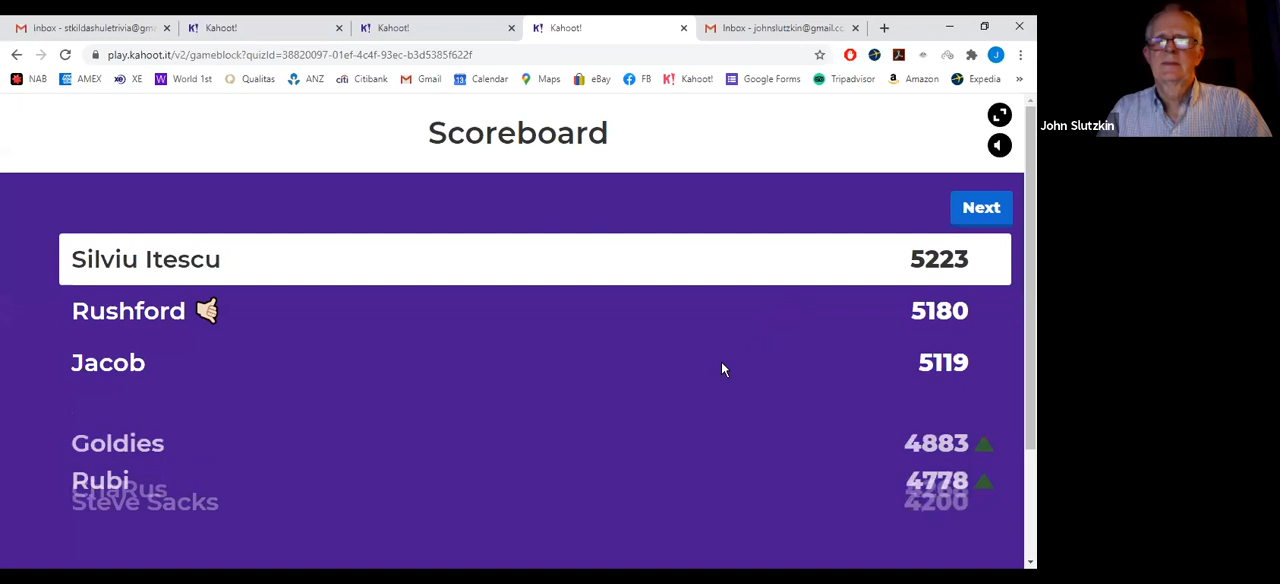 Inbox - stkildashuletrivia@gm
Kahoot!
Kahoot!
Kahoot!
Inbox - johnslutzkin@gmail.cc
play.kahoot.it/v2/gameblock?quizId=38820097-01ef-4c4f-93ec-b3d5385f622f
NAB AMEX XE World 1st Qualitas ANZ citi Citibank Gmail Calendar Maps eBay FB K! Kahoot! Google Forms Tripadvisor Amazon Expedia »
John Slutzkin
Scoreboard
Next
Silviu Itescu 5223
Rushford 5180
Jacob 5119
Goldies 4883
Rubi 4778
ChaRus
Steve Sacks 4200